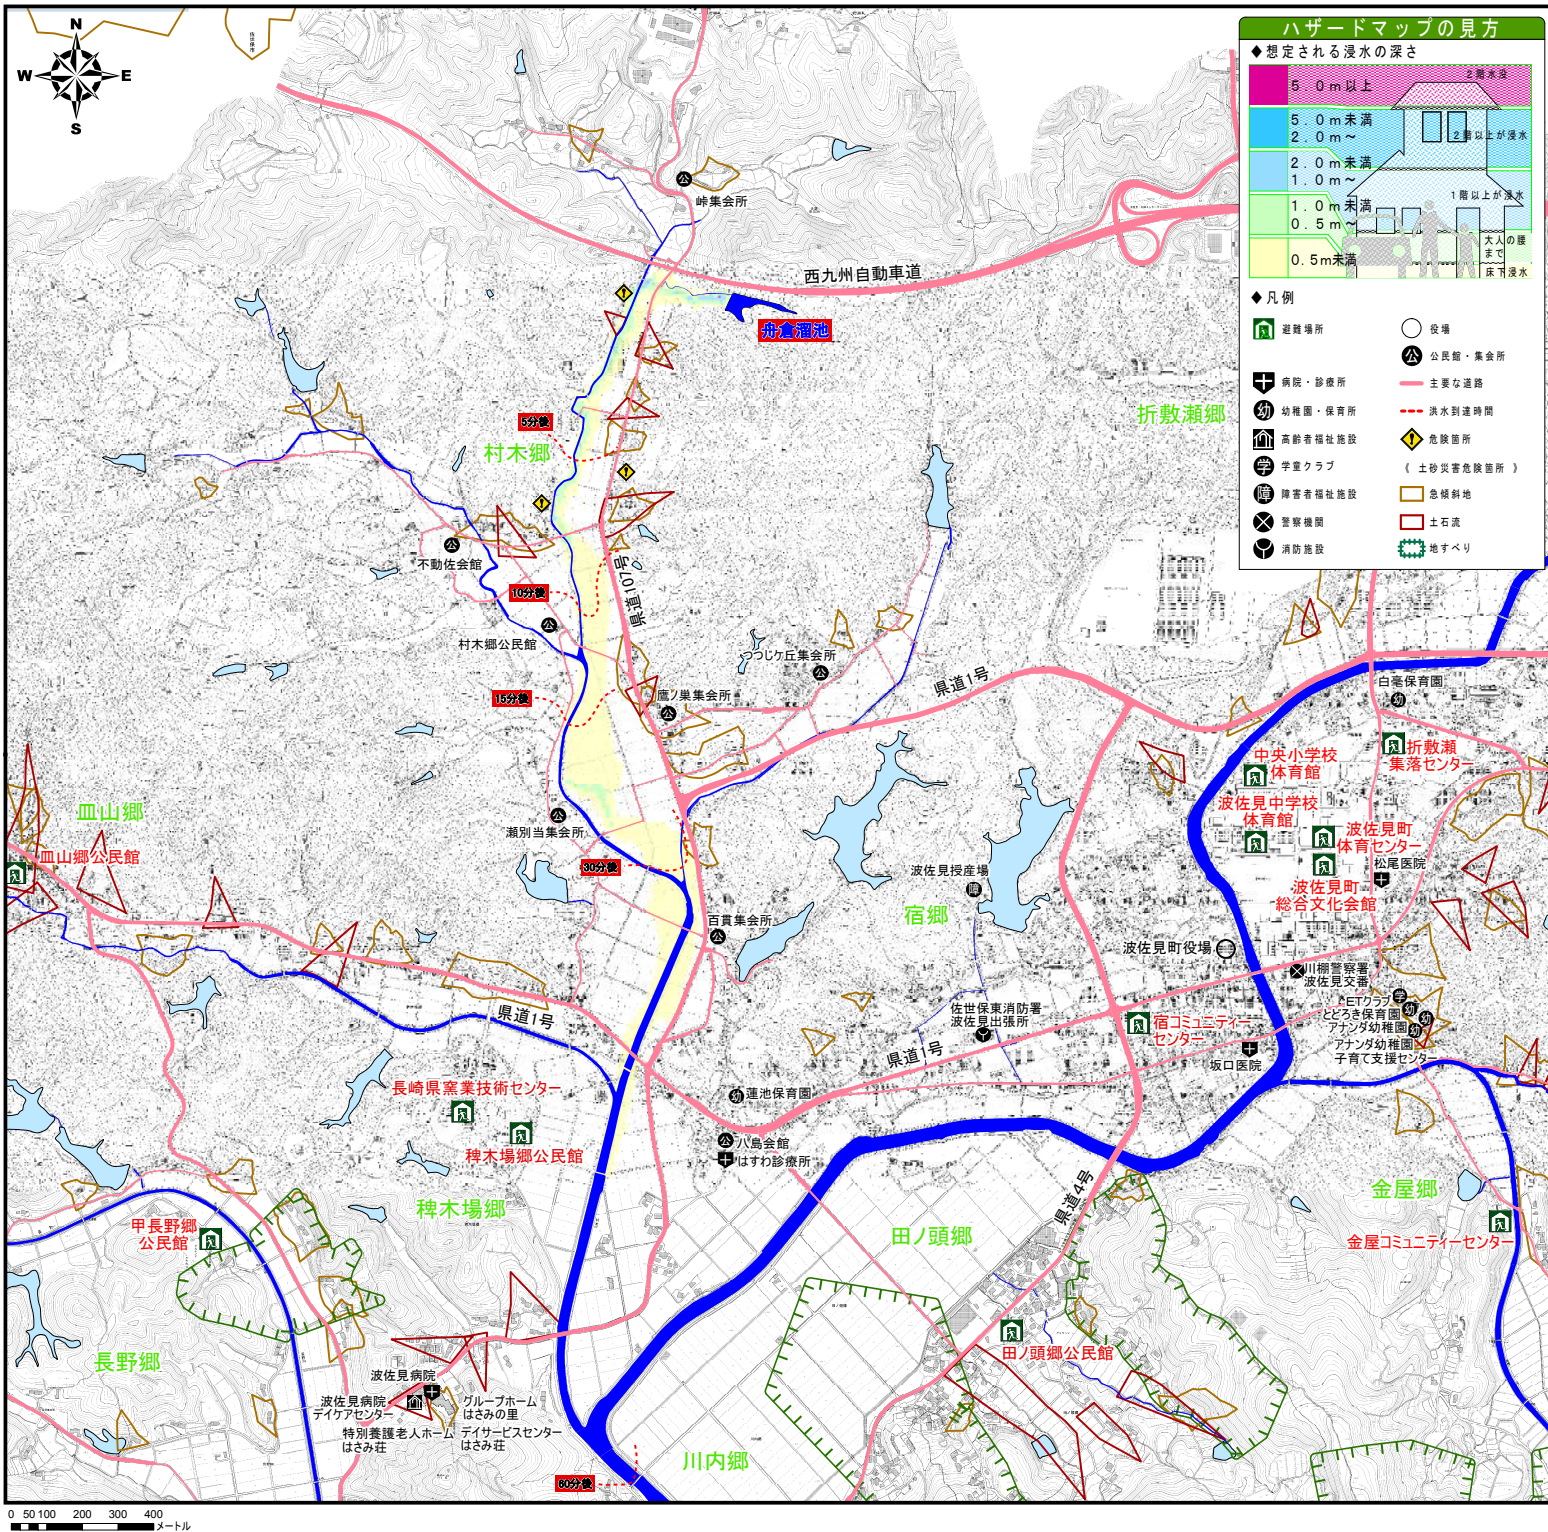 N
W
E
S
ハザードマップの見方
◆想定される浸水の深さ
5.0m以上
2階水没
5.0m未満
2.0m~
2階以上が浸水
2.0m未満
1.0m~
1階以上が浸水
1.0m未満
0.5m~
大人の腰
まで
0.5m未満
床下浸水
◆凡例
避難場所
役場
公
公民館・集会所
病院・診療所
主要な道路
幼
幼稚園・保育所
洪水到達時間
高齢者福祉施設
危険箇所
学
学童クラブ
《 土砂災害危険箇所 》
障
障害者福祉施設
急傾斜地
警察機関
土石流
消防施設
地すべり
公
峠集会所
西九州自動車道
舟倉溜池
折敷瀬郷
5分後
村木郷
公
不動佐会館
10分後
県道107号
公
村木郷公民館
つつじケ丘集会所
公
県道1号
白毫保育園
幼
15分後
鷹ノ巣集会所
公
折敷瀬
集落センター
中央小学校
体育館
波佐見中学校
体育館
波佐見町
体育センター
皿山郷
公
瀬別当集会所
皿山郷公民館
30分後
松尾医院
波佐見授産場
障
波佐見町
総合文化会館
宿郷
百貫集会所
公
波佐見町役場
川棚警察署
波佐見交番
県道1号
佐世保東消防署
波佐見出張所
宿コミュニティー
センター
学
ETクラブ
とどろき保育園
幼
アナンダ幼稚園
幼
幼
アナンダ幼稚園
子育て支援センター
県道1号
坂口医院
長崎県窯業技術センター
幼
蓮池保育園
公
八島会館
はすわ診療所
稗木場郷公民館
県道4号
金屋郷
稗木場郷
田ノ頭郷
甲長野郷
公民館
金屋コミュニティーセンター
長野郷
田ノ頭郷公民館
波佐見病院
波佐見病院
デイケアセンター
グループホーム
はさみの里
特別養護老人ホーム
はさみ荘
デイサービスセンター
はさみ荘
川内郷
60分後
0 50 100 200 300 400
メートル